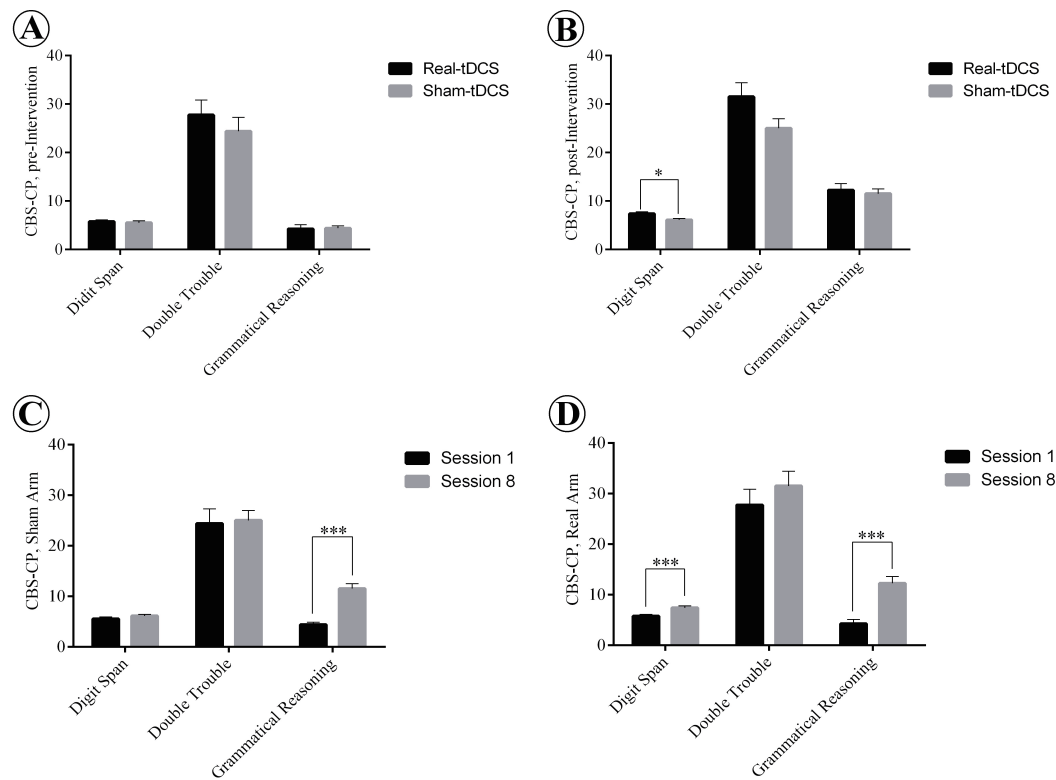 A
CBS-CP, pre-Intervention
40
30
20
10
0
Didit Span
Double Trouble
Grammatical Reasoning
Real-tDCS
Sham-tDCS
B
CBS-CP, post-Intervention
40
30
20
10
0
*
Digit Span
Double Trouble
Grammatical Reasoning
Real-tDCS
Sham-tDCS
C
CBS-CP, Sham Arm
40
30
20
10
0
***
Digit Span
Double Trouble
Grammatical Reasoning
Session 1
Session 8
D
CBS-CP, Real Arm
40
30
20
10
0
***
***
Digit Span
Double Trouble
Grammatical Reasoning
Session 1
Session 8